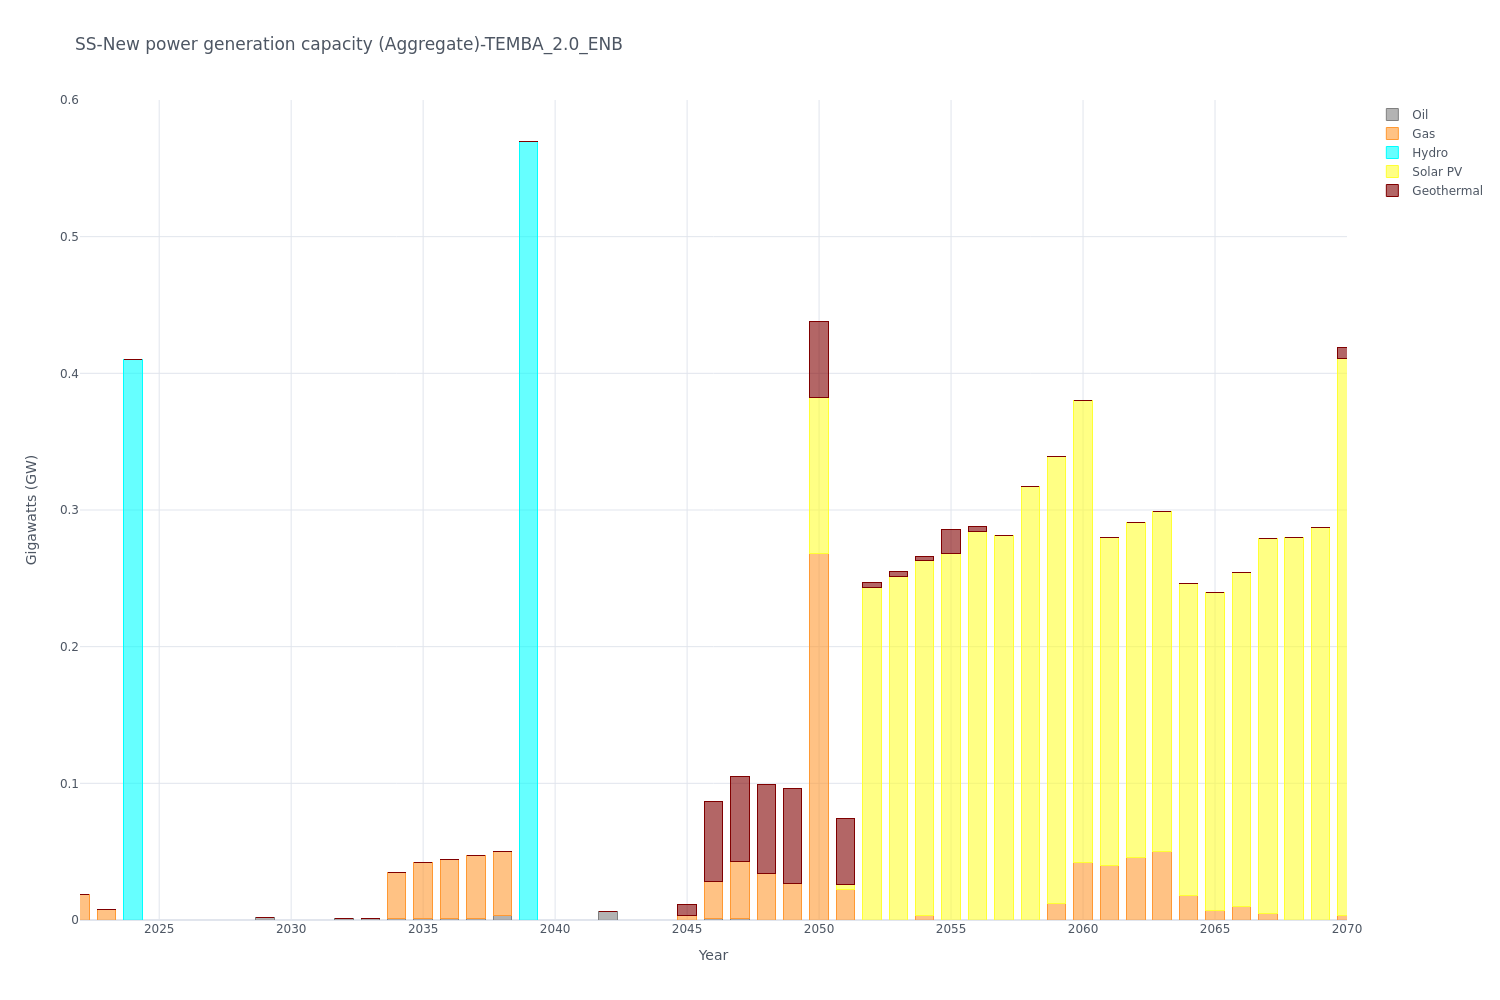 SS-New power generation capacity (Aggregate)-TEMBA_2.0_ENB
0.6
0.5
0.4
0.3
0.2
0.1
0
Gigawatts (GW)
2025
2030
2035
2040
2045
2050
2055
2060
2065
2070
Year
Oil
Gas
Hydro
Solar PV
Geothermal